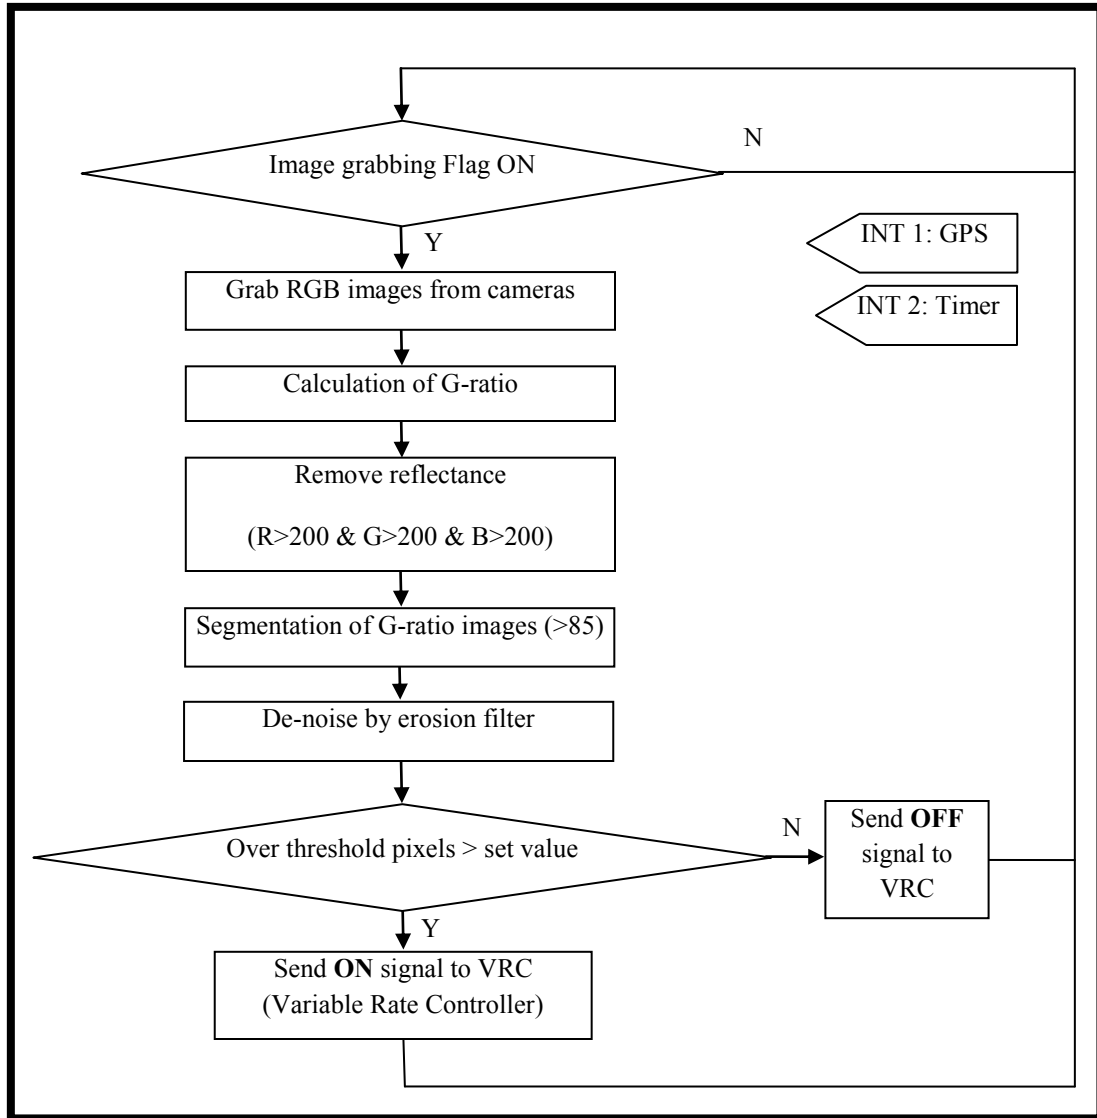 N
Image grabbing Flag ON
INT 1: GPS
Y
Grab RGB images from cameras
INT 2: Timer
Calculation of G-ratio
Remove reflectance
(R>200 & G>200 & B>200)
Segmentation of G-ratio images (>85)
De-noise by erosion filter
Over threshold pixels > set value
N
Send OFF
signal to
VRC
Y
Send ON signal to VRC
(Variable Rate Controller)